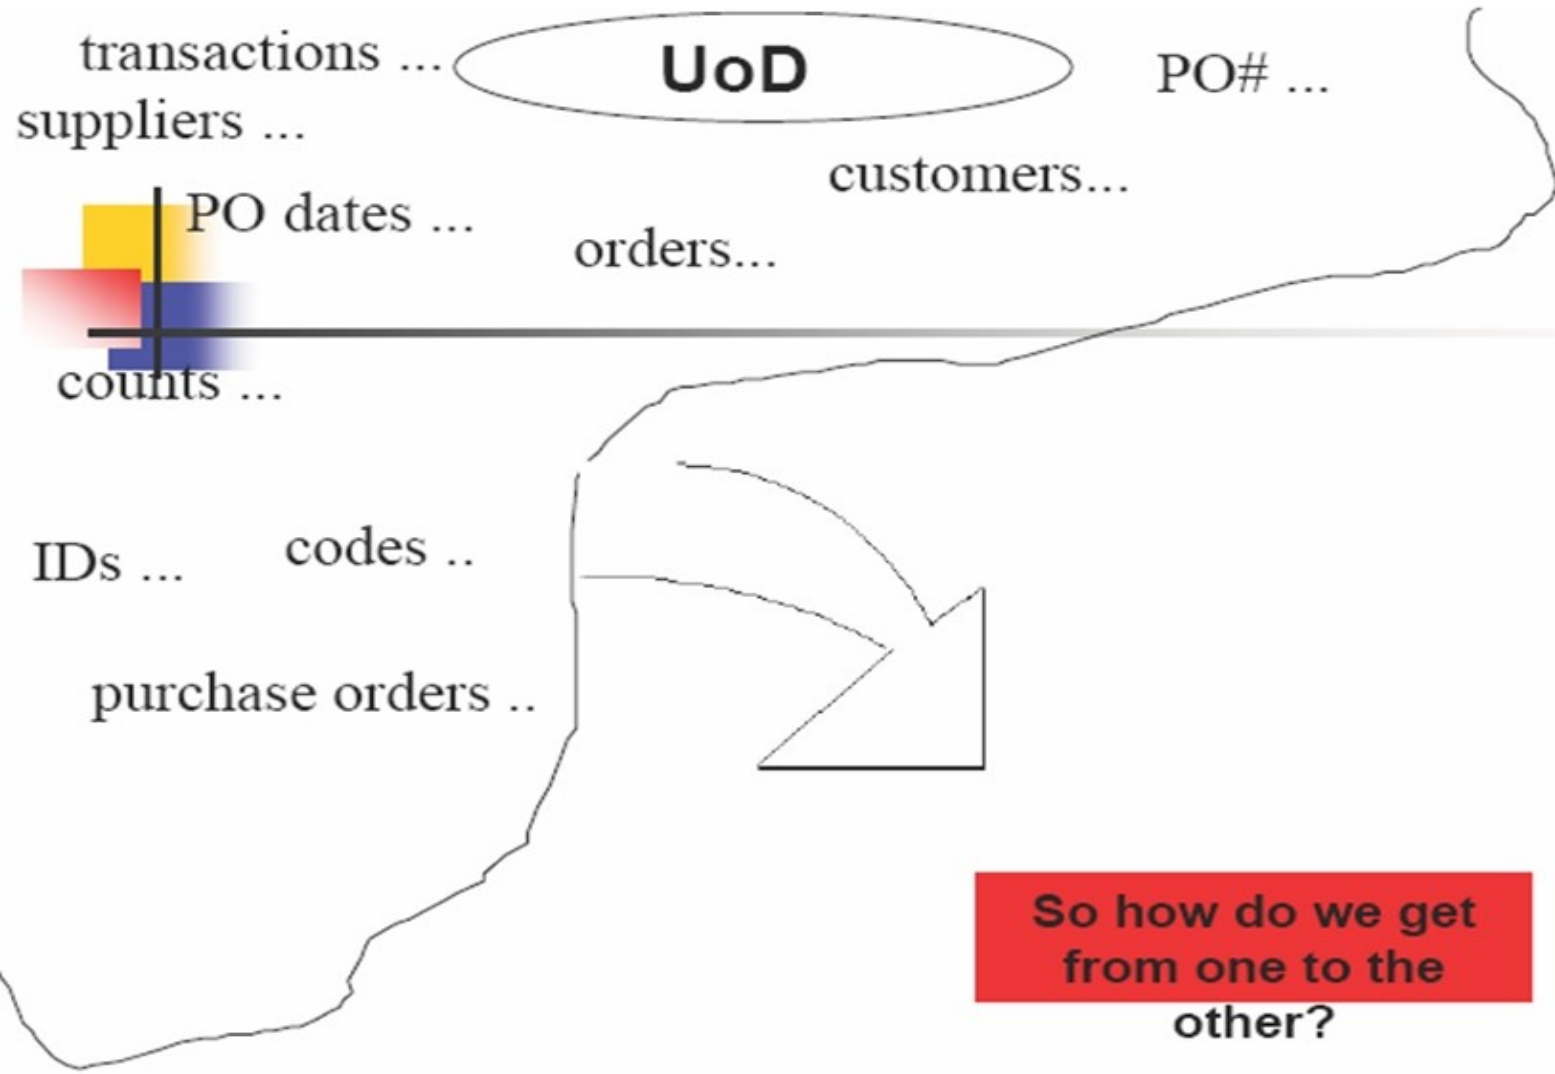 transactions ...
UoD
PO# ...
suppliers ...
customers...
PO dates ...
orders...
counts ...
IDs ...
codes ..
purchase orders ..
So how do we get
from one to the
other?